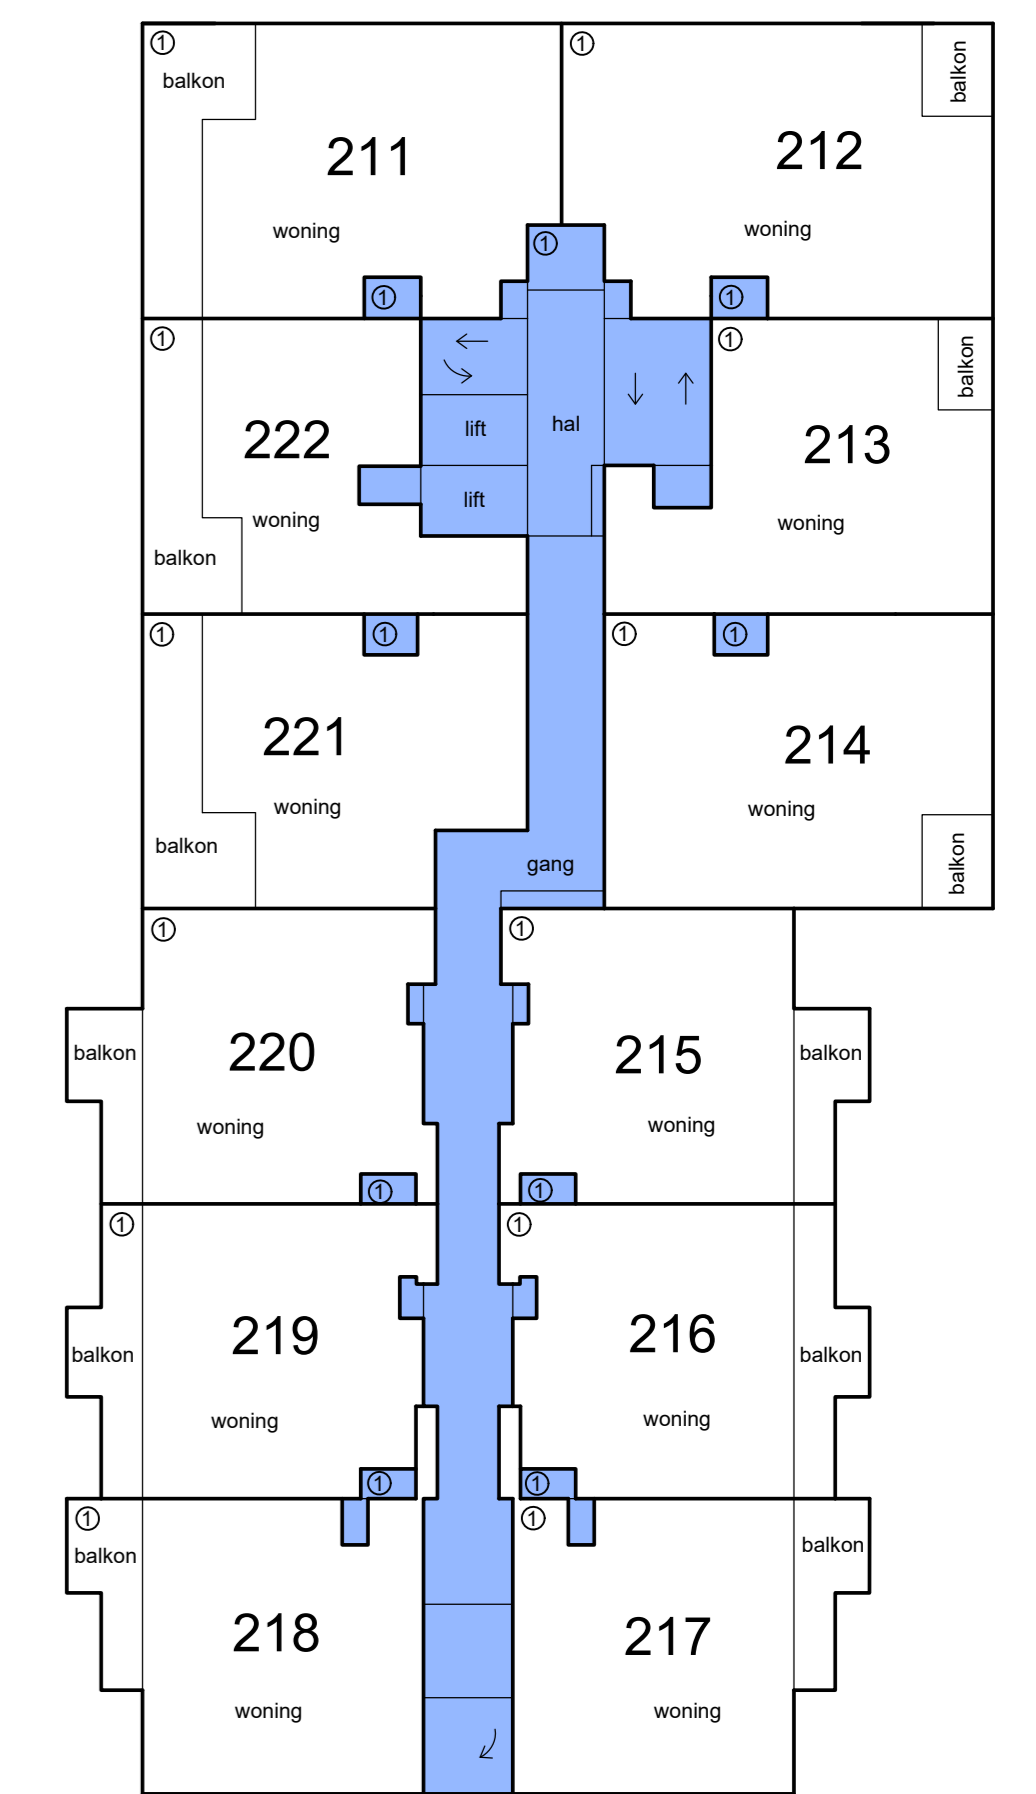 ①
balkon
211
woning
①
①
balkon
212
woning
①
①
①
balkon
222
woning
lift
lift
hal
①
balkon
213
woning
①
balkon
221
woning
①
①
balkon
214
woning
①
gang
①
balkon
220
woning
①
①
balkon
215
woning
①
①
balkon
219
woning
①
①
balkon
216
woning
①
①
balkon
218
woning
①
balkon
217
woning